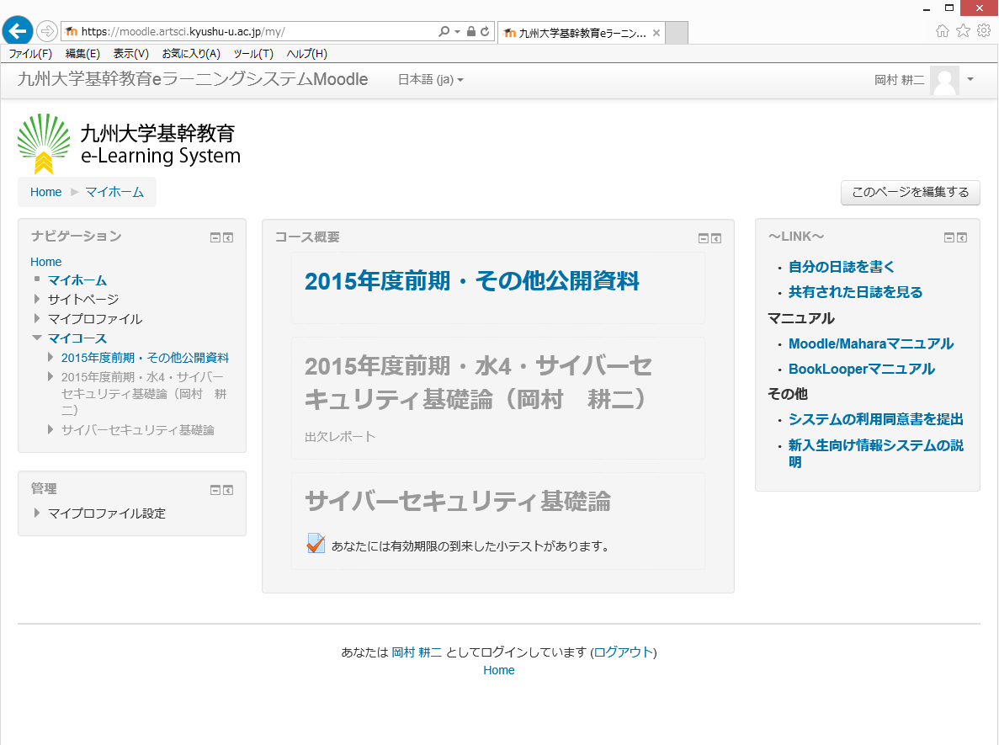 https://moodle.artsci.kyushu-u.ac.jp/my/
九州大学基幹教育eラーニン...
ファイル(F) 編集(E) 表示(V) お気に入り(A) ツール(T) ヘルプ(H)
九州大学基幹教育eラーニングシステムMoodle 日本語 (ja) 岡村 耕二
九州大学基幹教育
e-Learning System
Home マイホーム
このページを編集する
ナビゲーション
Home
マイホーム
サイトページ
マイプロファイル
マイコース
2015年度前期・その他公開資料
2015年度前期・水4・サイバー
セキュリティ基礎論（岡村　耕
二）
サイバーセキュリティ基礎論
管理
マイプロファイル設定
コース概要
2015年度前期・その他公開資料
2015年度前期・水4・サイバーセ
キュリティ基礎論（岡村　耕二）
出欠レポート
サイバーセキュリティ基礎論
あなたには有効期限の到来した小テストがあります。
～LINK～
・ 自分の日誌を書く
・ 共有された日誌を見る
マニュアル
・ Moodle/Maharaマニュアル
・ BookLooperマニュアル
その他
・ システムの利用同意書を提出
・ 新入生向け情報システムの説
明
あなたは 岡村 耕二 としてログインしています (ログアウト)
Home